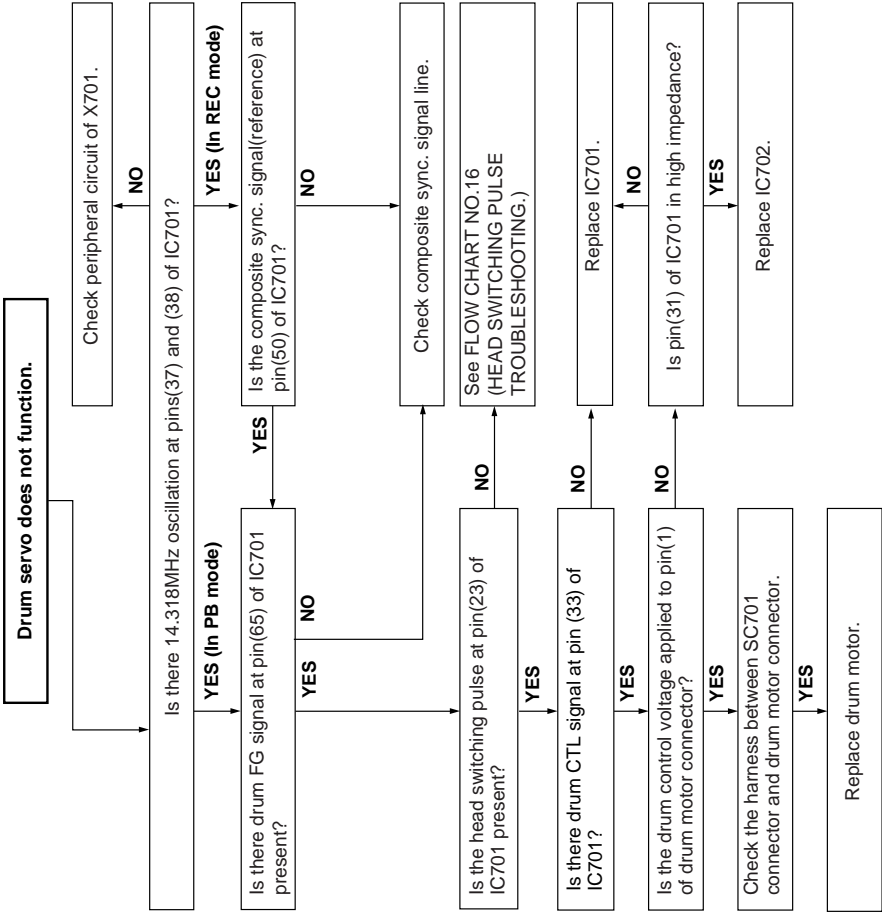 Drum servo does not function.
Check peripheral circuit of X701.
NO
Is there 14.318MHz oscillation at pins(37) and (38) of IC701?
YES (In PB mode)
YES (In REC mode)
Is there drum FG signal at pin(65) of IC701
present?
YES
Is the composite sync. signal(reference) at
pin(50) of IC701?
YES
NO
NO
Check composite sync. signal line.
Is the head switching pulse at pin(23) of
IC701 present?
NO
See FLOW CHART NO.16
(HEAD SWITCHING PULSE
TROUBLESHOOTING.)
YES
Is there drum CTL signal at pin (33) of
IC701?
NO
Replace IC701.
YES
NO
Is the drum control voltage applied to pin(1)
of drum motor connector?
NO
Is pin(31) of IC701 in high impedance?
YES
YES
Check the harness between SC701
connector and drum motor connector.
Replace IC702.
YES
Replace drum motor.